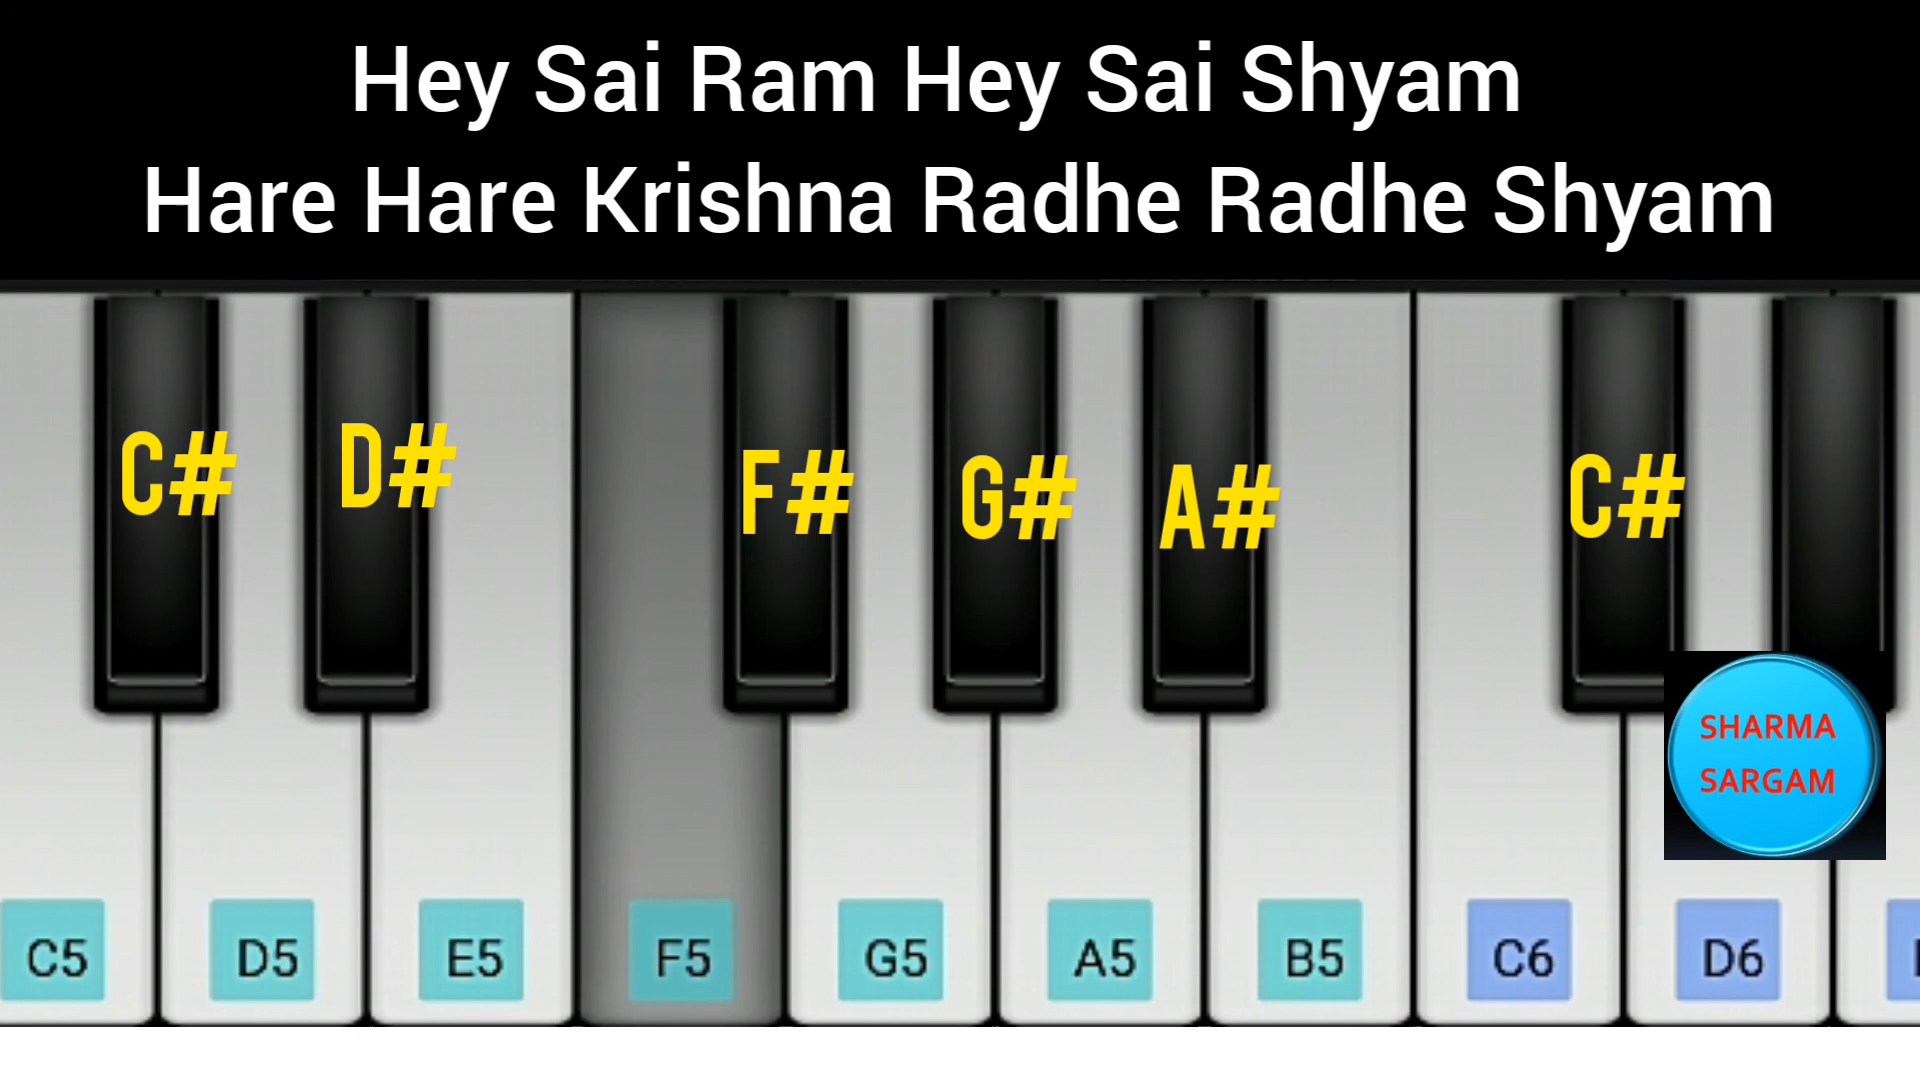 Hey Sai Ram Hey Sai Shyam
Hare Hare Krishna Radhe Radhe Shyam
C# D# F# G# A# C#
SHARMA
SARGAM
C5 D5 E5 F5 G5 A5 B5 C6 D6